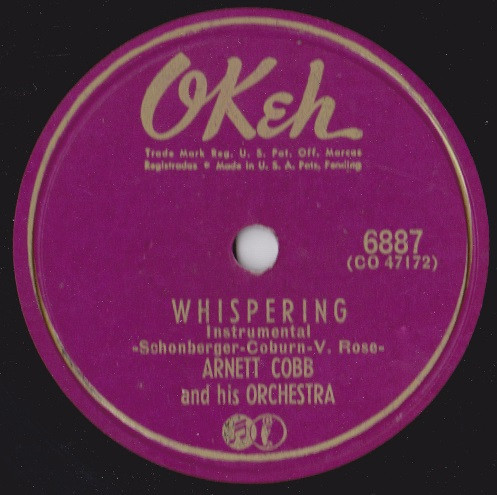 OKeh
Trade Mark Reg. U. S. Pat. Off. Marcas
Registradas • Made in U. S. A. Pats. Pending
6887
(CO 47172)
WHISPERING
Instrumental
-Schonberger-Coburn-V. Rose-
ARNETT COBB
and his ORCHESTRA